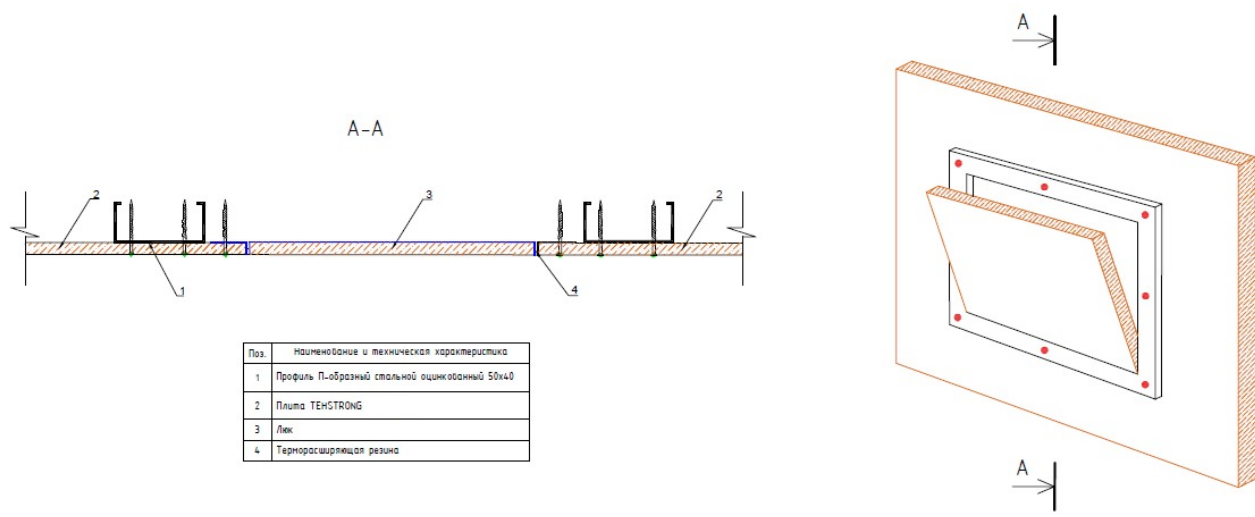 А
А-А
2
3
2
1
4
Поз. Наименование и техническая характеристика
1 Профиль П-образный стальной оцинкованный 50х40
2 Плита TEHSTRONG
3 Люк
4 Терморасширяющая резина
А